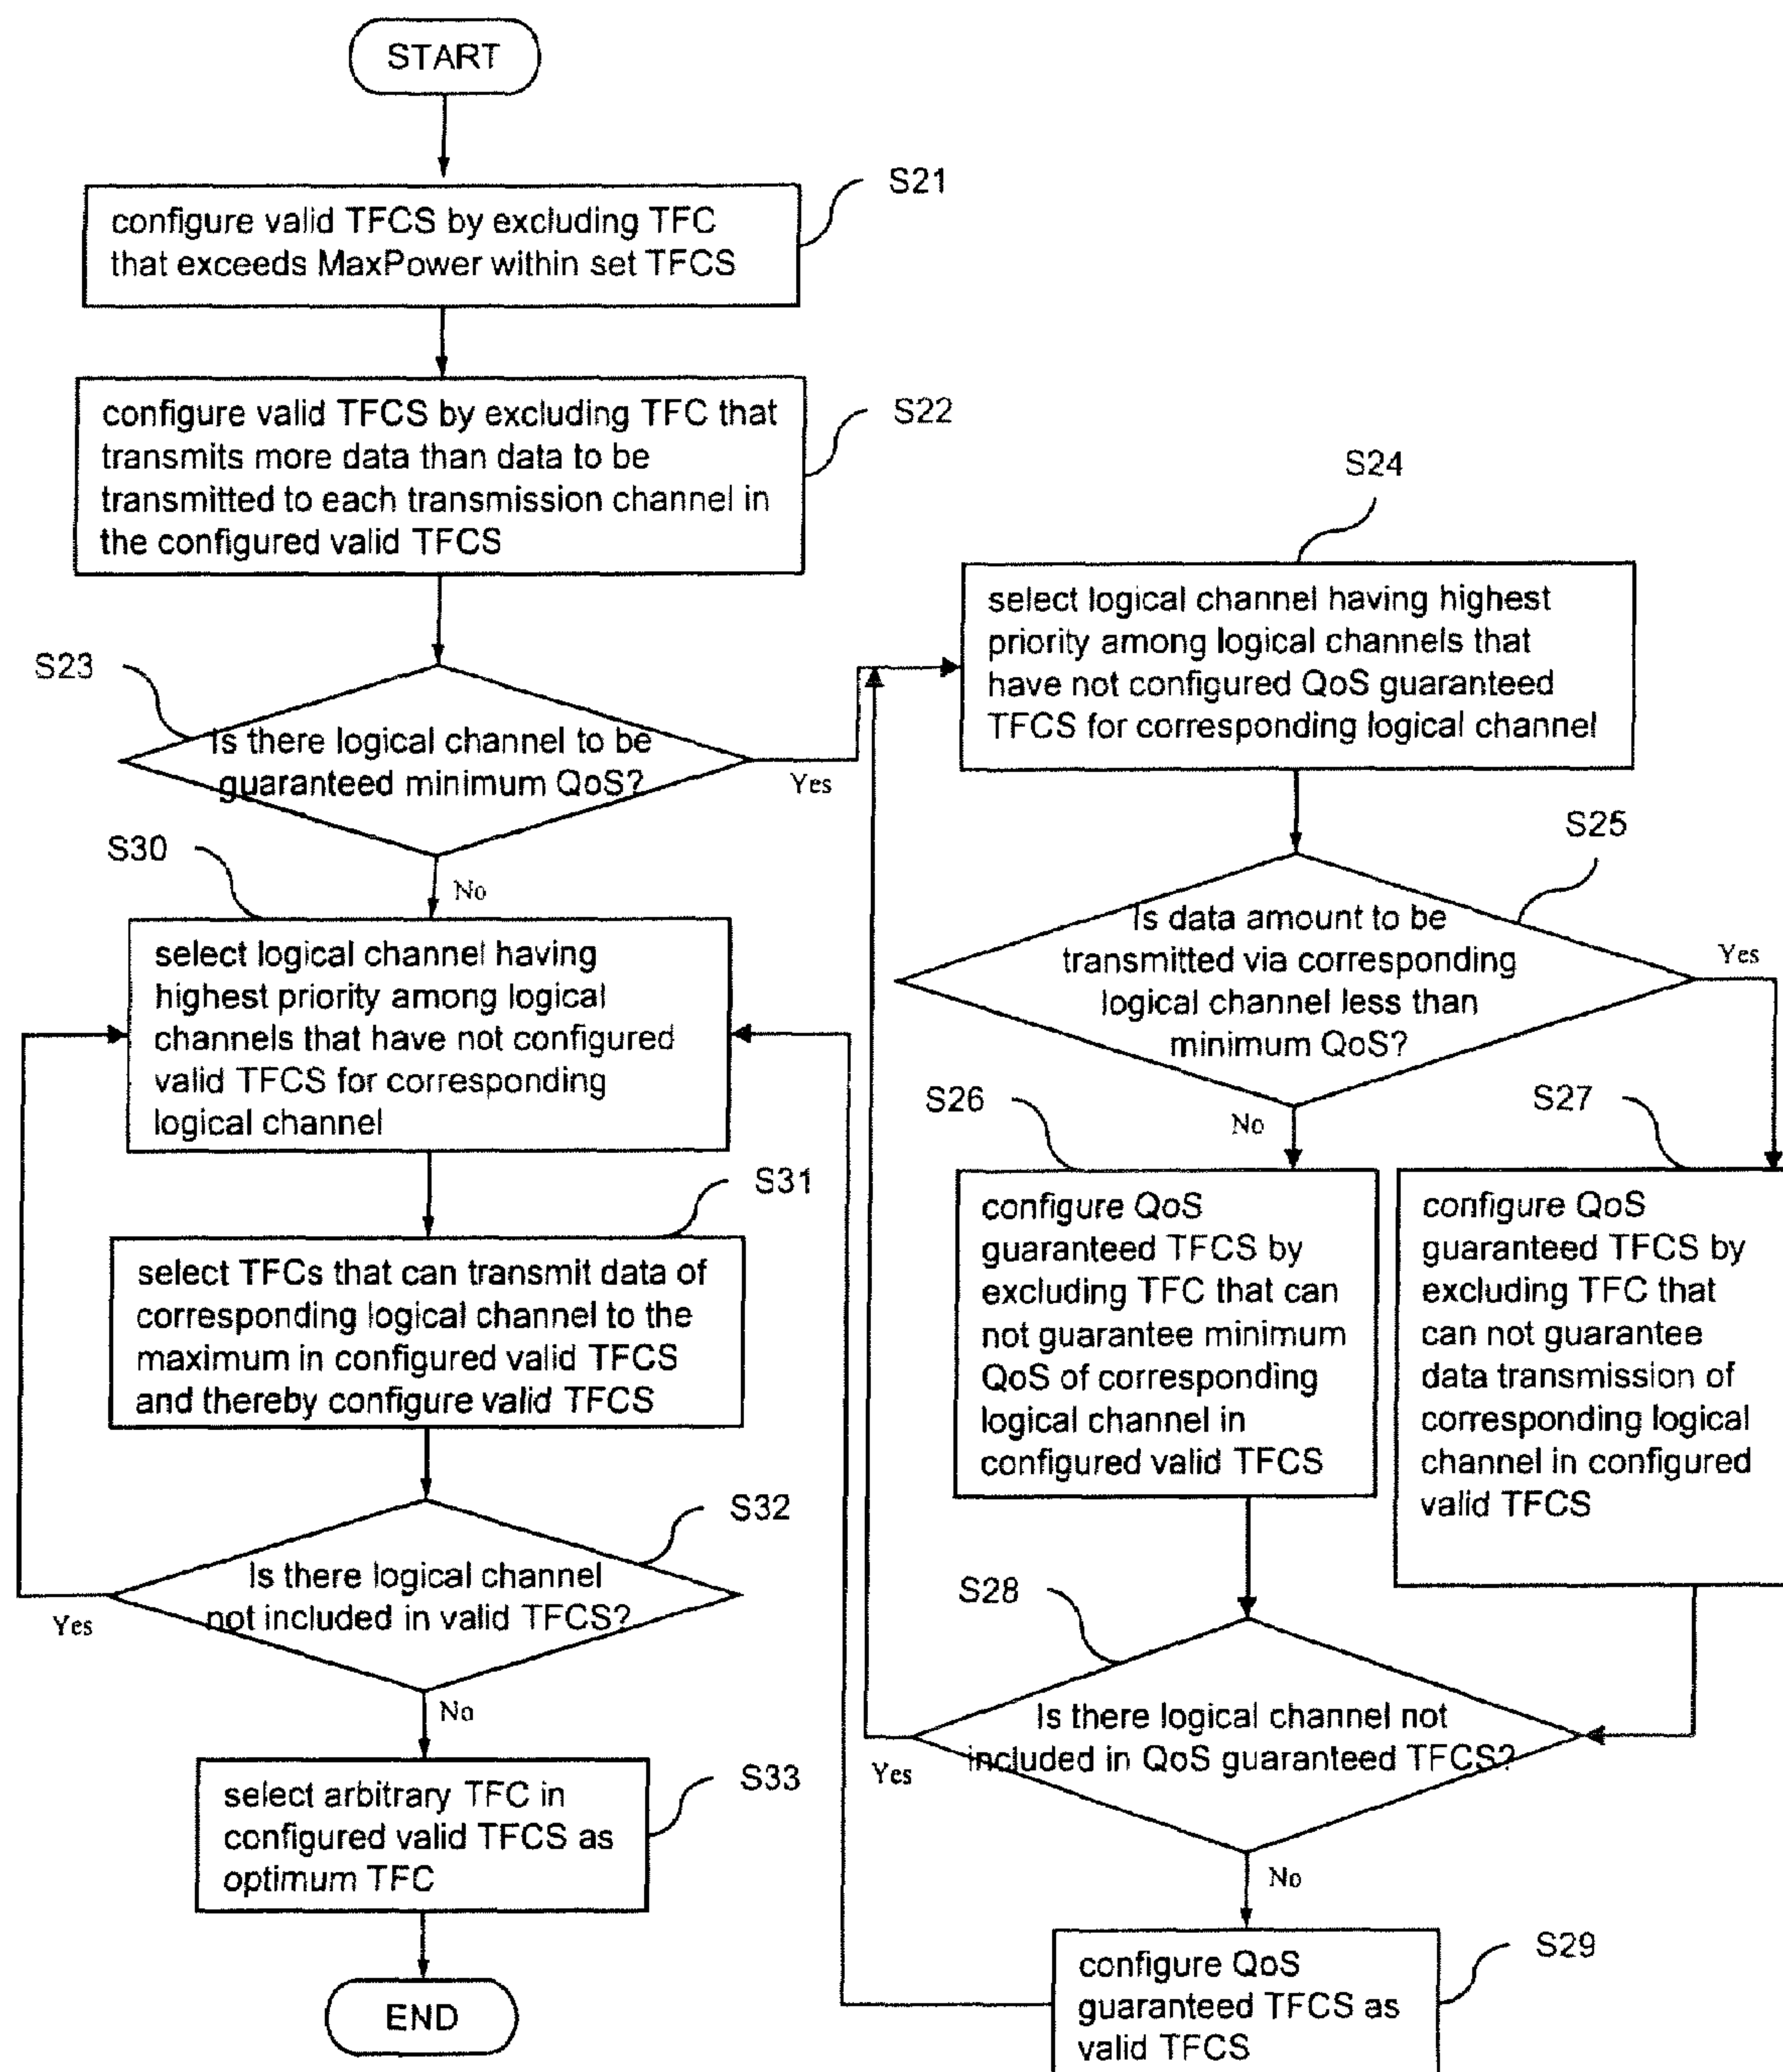 START
S21
configure valid TFCS by excluding TFC
that exceeds MaxPower within set TFCS
S22
configure valid TFCS by excluding TFC that
transmits more data than data to be
transmitted to each transmission channel in
the configured valid TFCS
S23
Is there logical channel to be
guaranteed minimum QoS?
Yes
No
S24
select logical channel having highest
priority among logical channels that
have not configured QoS guaranteed
TFCS for corresponding logical channel
S25
Is data amount to be
transmitted via corresponding
logical channel less than
minimum QoS?
Yes
No
S26
configure QoS
guaranteed TFCS by
excluding TFC that can
not guarantee minimum
QoS of corresponding
logical channel in
configured valid TFCS
S27
configure QoS
guaranteed TFCS by
excluding TFC that
can not guarantee
data transmission of
corresponding logical
channel in configured
valid TFCS
S28
Is there logical channel not
included in QoS guaranteed TFCS?
Yes
No
S29
configure QoS
guaranteed TFCS as
valid TFCS
S30
select logical channel having
highest priority among logical
channels that have not configured
valid TFCS for corresponding
logical channel
S31
select TFCs that can transmit data of
corresponding logical channel to the
maximum in configured valid TFCS
and thereby configure valid TFCS
S32
Is there logical channel
not included in valid TFCS?
Yes
No
S33
select arbitrary TFC in
configured valid TFCS as
optimum TFC
END